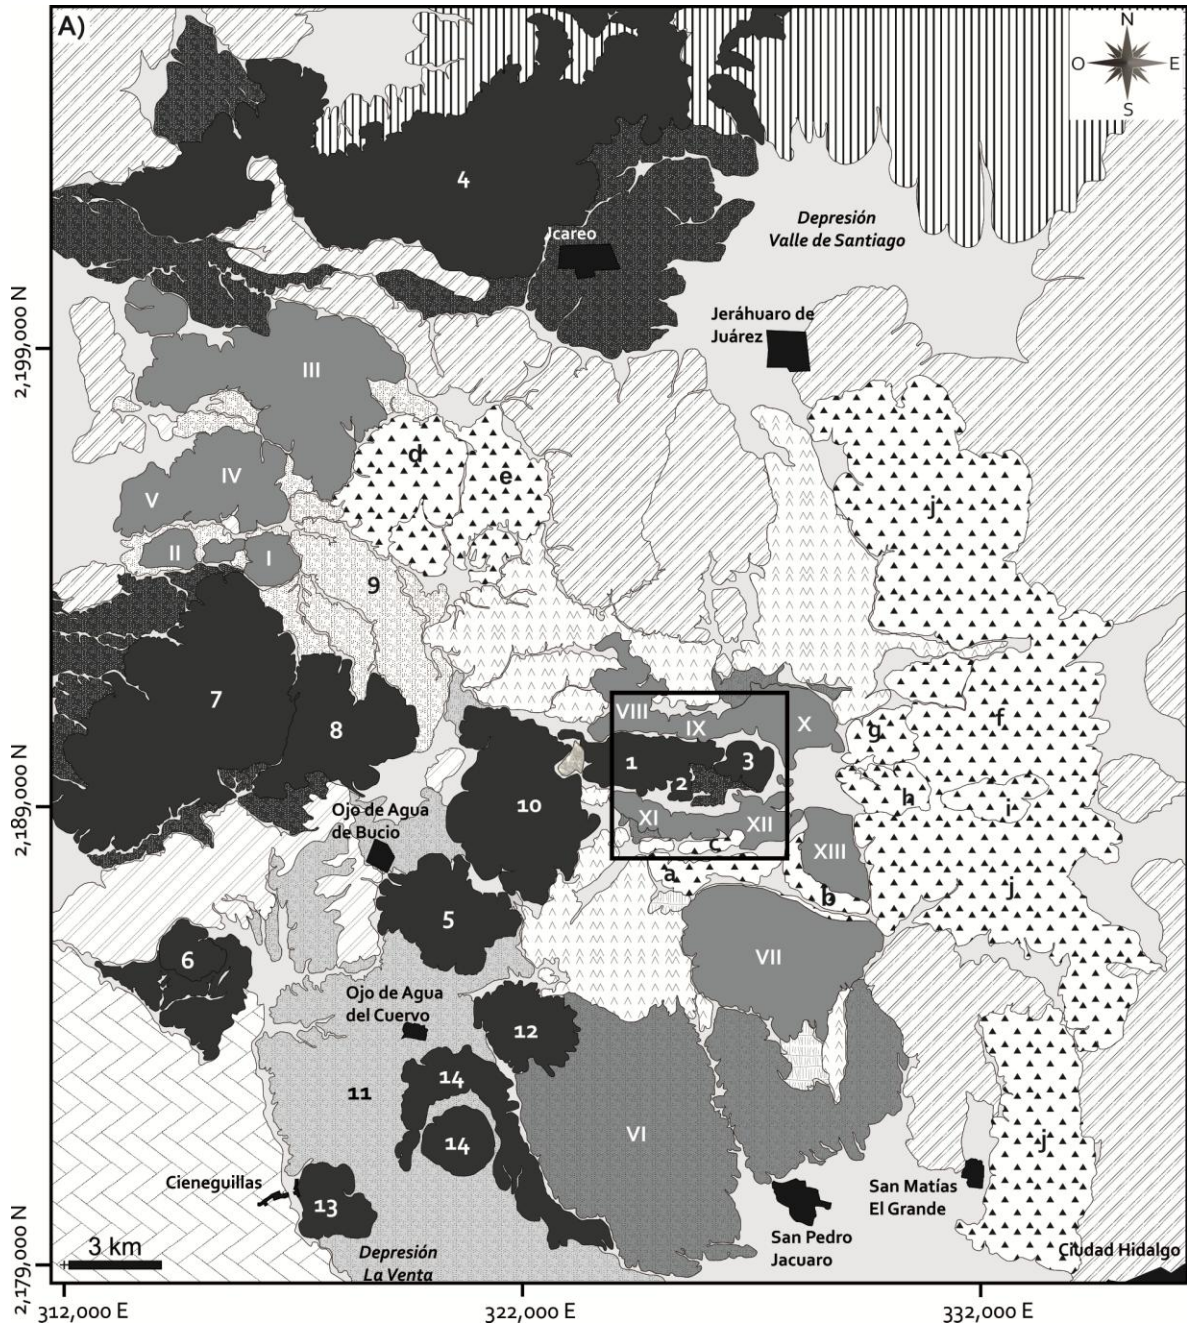 A)
N
O
E
S
4
Depresión
Valle de Santiago
Jcareo
Jeráhuaro de
Juárez
2,199,000 N
III
d
e
IV
V
j
II
I
9
7
8
VIII
IX
X
f
g
1
2
3
h
i
10
2,189,000 N
Ojo de Agua
de Bucio
XI
XII
c
XIII
a
b
j
5
6
VII
Ojo de Agua
del Cuervo
12
14
11
VI
14
j
Cieneguillas
13
San Matías
El Grande
San Pedro
Jacuaro
3 km
Depresión
La Venta
Ciudad Hidalgo
2,179,000 N
312,000 E
322,000 E
332,000 E